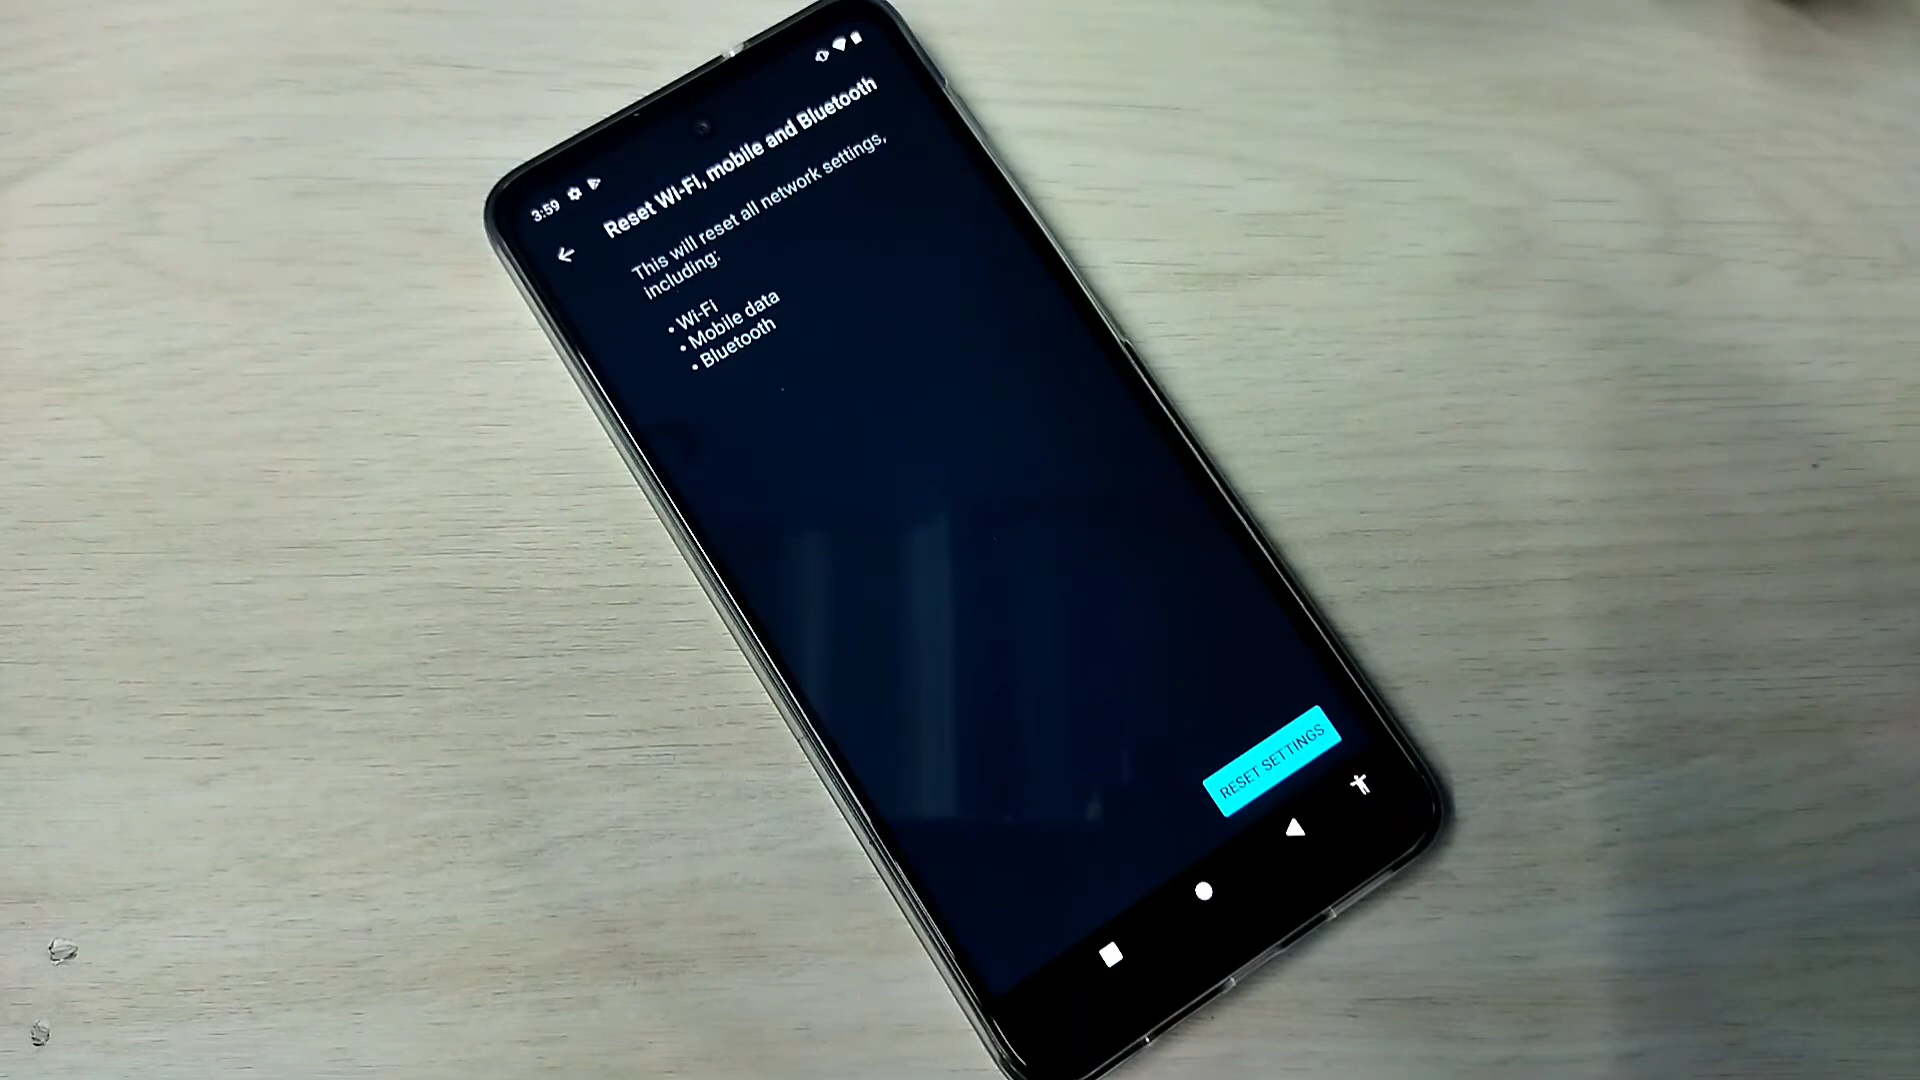 3:59
Reset Wi-Fi, mobile and Bluetooth
This will reset all network settings,
including:
• Wi-Fi
• Mobile data
• Bluetooth
RESET SETTINGS